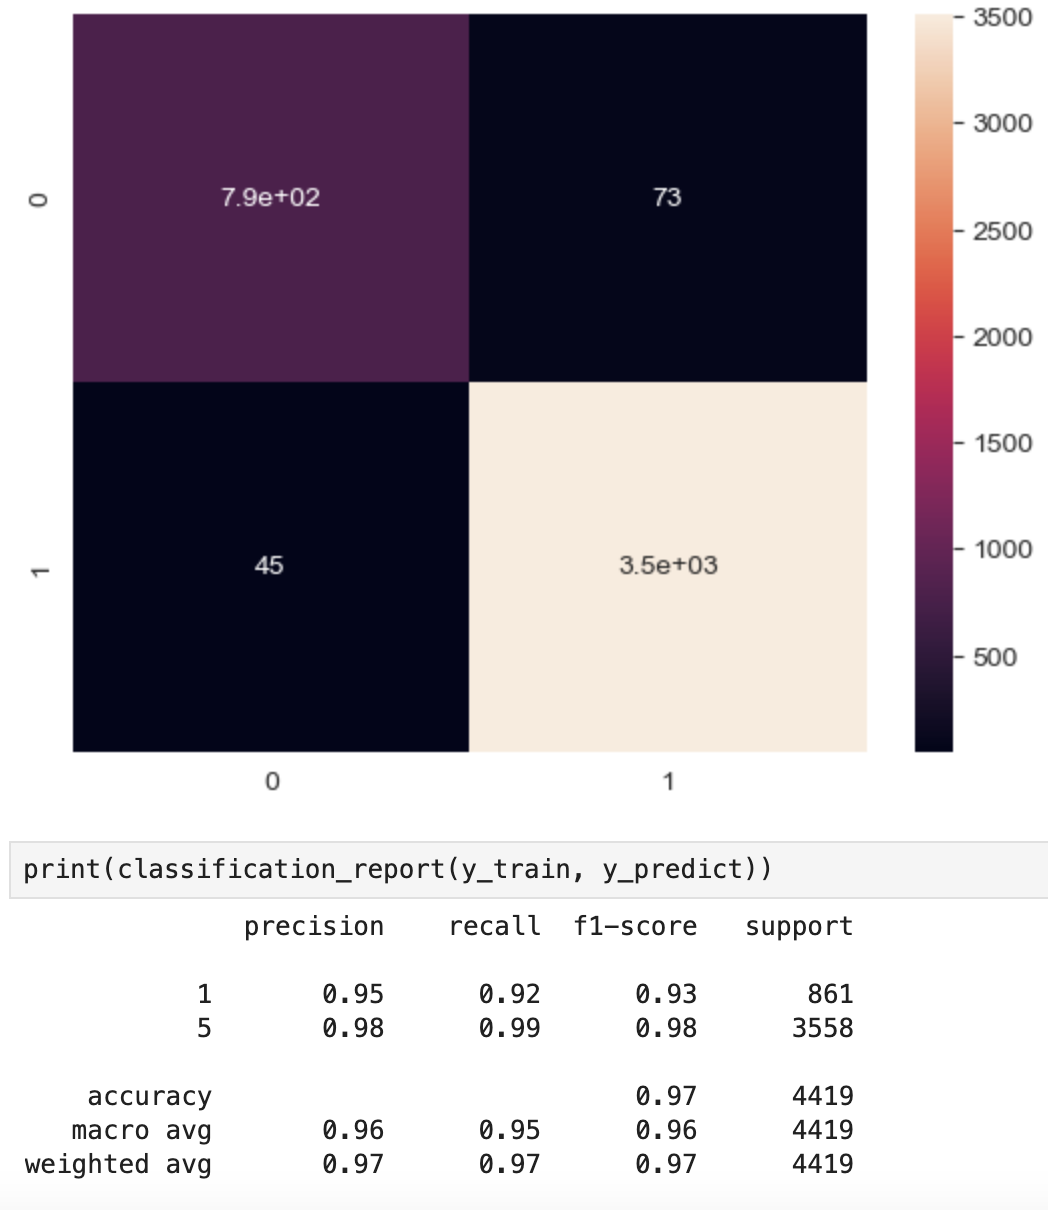 3500
3000
2500
2000
1500
1000
500
0
7.9e+02 73
1
45 3.5e+03
0 1
print(classification_report(y_train, y_predict))
precision recall f1-score support
1 0.95 0.92 0.93 861
5 0.98 0.99 0.98 3558
accuracy 0.97 4419
macro avg 0.96 0.95 0.96 4419
weighted avg 0.97 0.97 0.97 4419